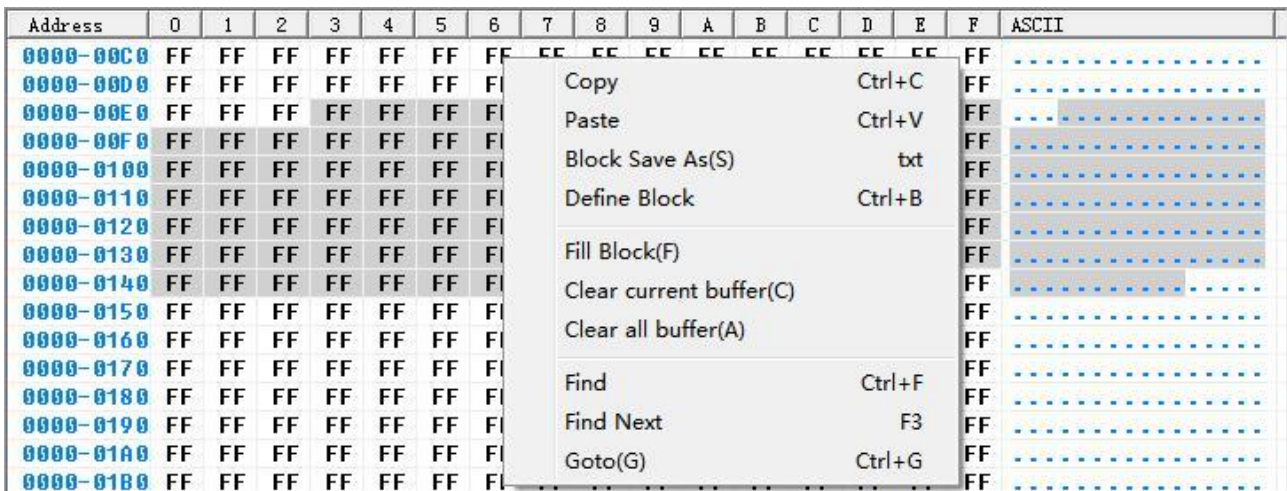 Address 0 1 2 3 4 5 6 7 8 9 A B C D E F ASCII
0000-00C0 FF FF FF FF FF FF FF ................
0000-00D0 FF FF FF FF FF FF FF ................
0000-00E0 FF FF FF FF FF FF FF ................
0000-00F0 FF FF FF FF FF FF FF ................
0000-0100 FF FF FF FF FF FF FF ................
0000-0110 FF FF FF FF FF FF FF ................
0000-0120 FF FF FF FF FF FF FF ................
0000-0130 FF FF FF FF FF FF FF ................
0000-0140 FF FF FF FF FF FF FF ................
0000-0150 FF FF FF FF FF FF FF ................
0000-0160 FF FF FF FF FF FF FF ................
0000-0170 FF FF FF FF FF FF FF ................
0000-0180 FF FF FF FF FF FF FF ................
0000-0190 FF FF FF FF FF FF FF ................
0000-01A0 FF FF FF FF FF FF FF ................
0000-01B0 FF FF FF FF FF FF FF ................
Copy Ctrl+C
Paste Ctrl+V
Block Save As(S) txt
Define Block Ctrl+B
Fill Block(F)
Clear current buffer(C)
Clear all buffer(A)
Find Ctrl+F
Find Next F3
Goto(G) Ctrl+G